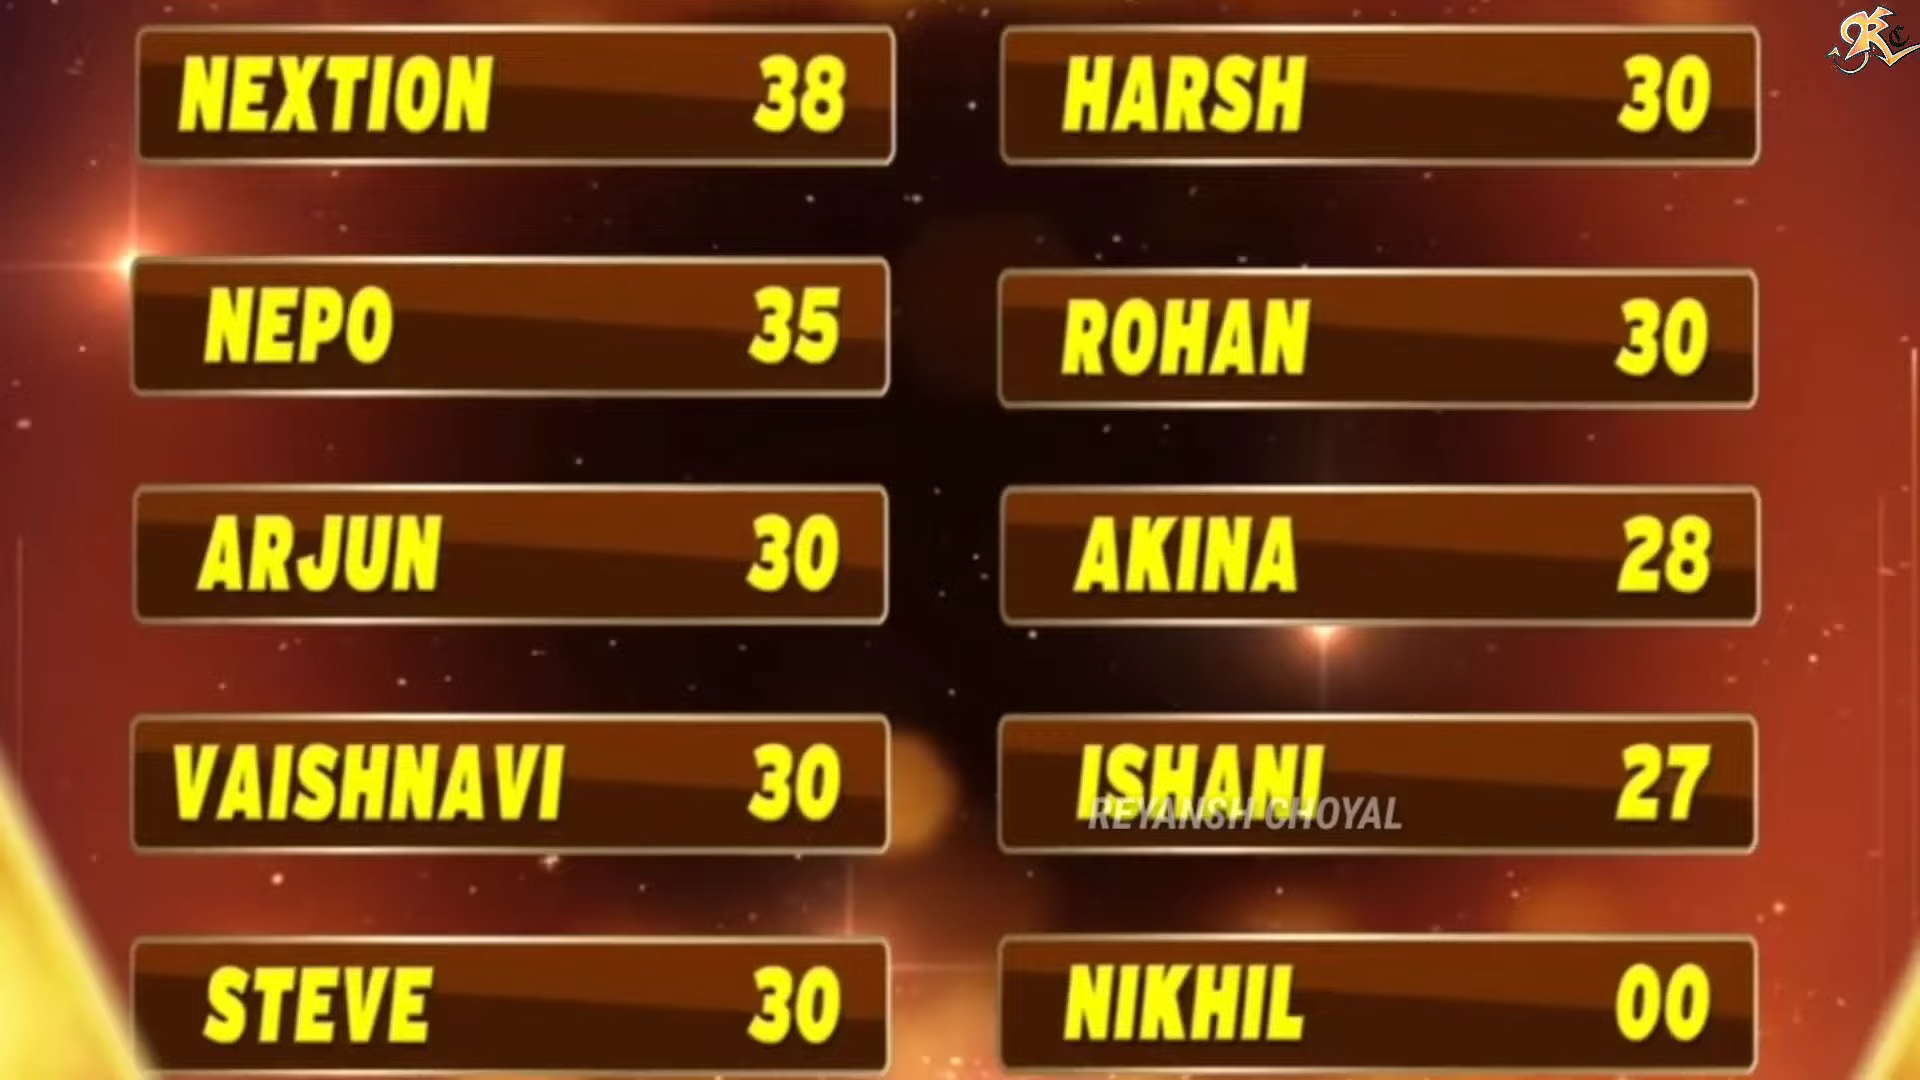 NEXTION 38
NEPO 35
ARJUN 30
VAISHNAVI 30
STEVE 30
HARSH 30
ROHAN 30
AKINA 28
ISHANI 27
REYANSH GHOYAL
NIKHIL 00